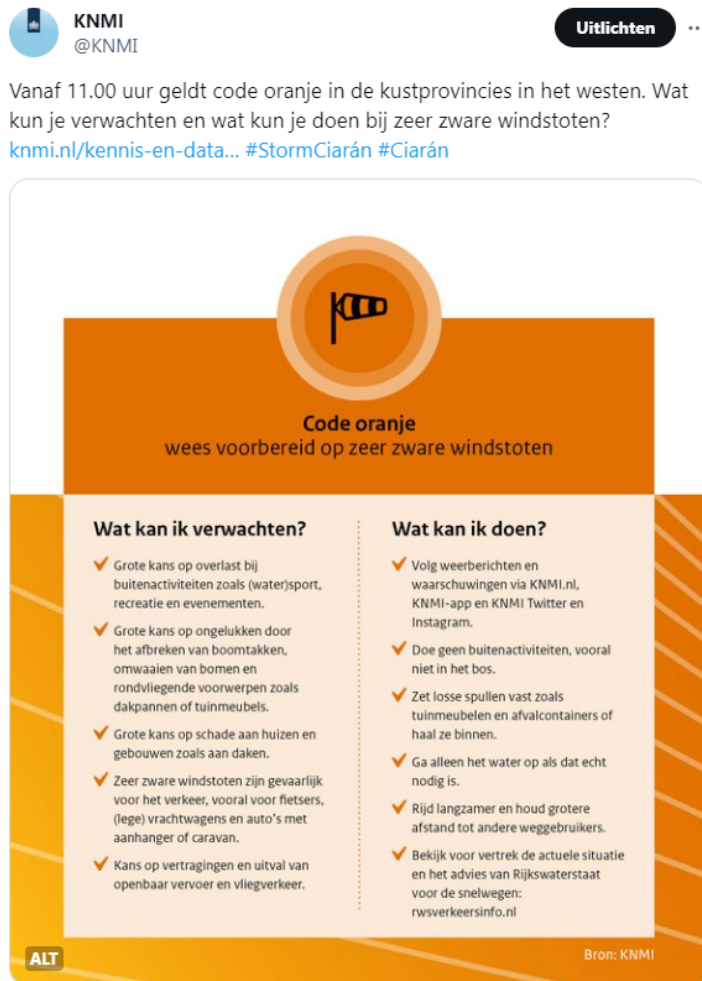 KNMI
@KNMI
Uitlichten
Vanaf 11.00 uur geldt code oranje in de kustprovincies in het westen. Wat
kun je verwachten en wat kun je doen bij zeer zware windstoten?
knmi.nl/kennis-en-data... #StormCiarán #Ciarán
Code oranje
wees voorbereid op zeer zware windstoten
Wat kan ik verwachten?
Grote kans op overlast bij
buitenactiviteiten zoals (water)sport,
recreatie en evenementen.
Grote kans op ongelukken door
het afbreken van boomtakken,
omwaaien van bomen en
rondvliegende voorwerpen zoals
dakpannen of tuinmeubels.
Grote kans op schade aan huizen en
gebouwen zoals aan daken.
Zeer zware windstoten zijn gevaarlijk
voor het verkeer, vooral voor fietsers,
(lege) vrachtwagens en auto's met
aanhanger of caravan.
Kans op vertragingen en uitval van
openbaar vervoer en vliegverkeer.
Wat kan ik doen?
Volg weerberichten en
waarschuwingen via KNMI.nl,
KNMI-app en KNMI Twitter en
Instagram.
Doe geen buitenactiviteiten, vooral
niet in het bos.
Zet losse spullen vast zoals
tuinmeubelen en afvalcontainers of
haal ze binnen.
Ga alleen het water op als dat echt
nodig is.
Rijd langzamer en houd grotere
afstand tot andere weggebruikers.
Bekijk voor vertrek de actuele situatie
en het advies van Rijkswaterstaat
voor de snelwegen:
rwsverkeersinfo.nl
ALT
Bron: KNMI